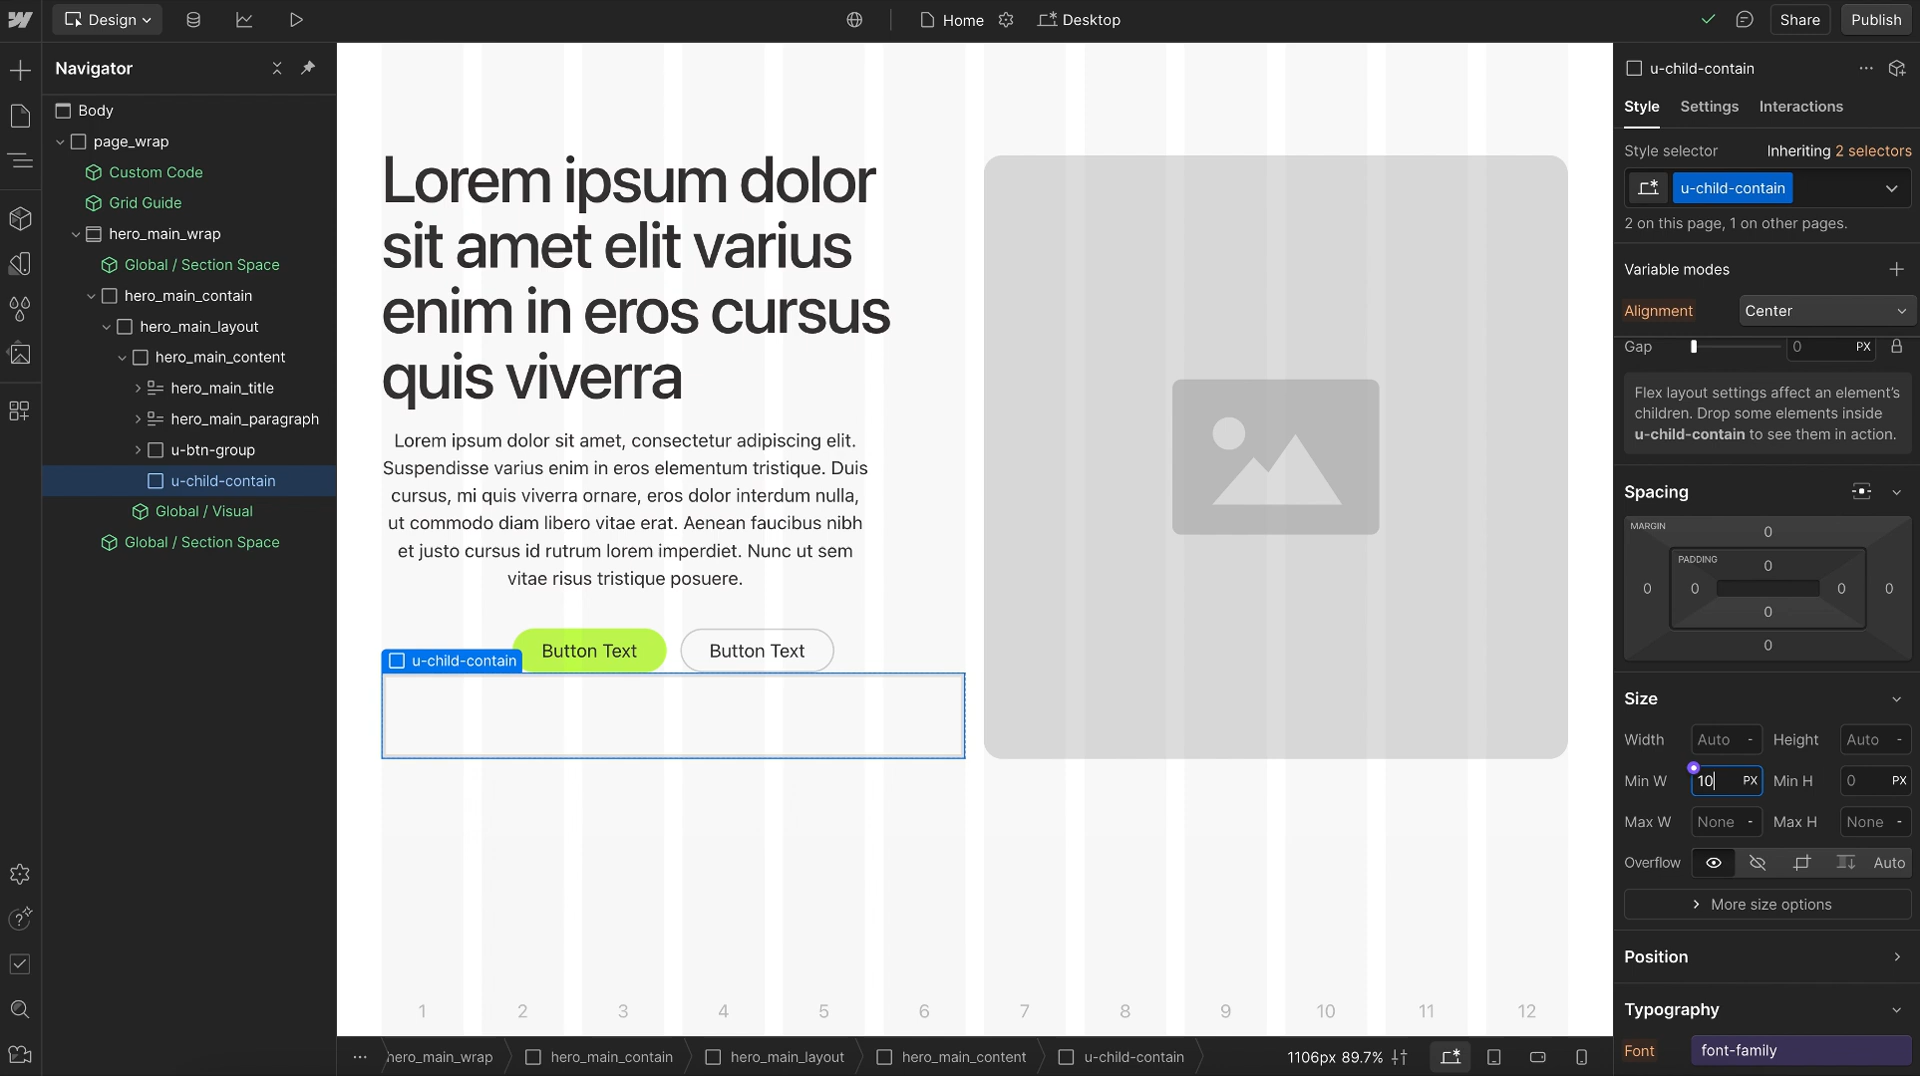 Design
Home
Desktop
Share
Publish
Navigator
Body
page_wrap
Custom Code
Grid Guide
hero_main_wrap
Global / Section Space
hero_main_contain
hero_main_layout
hero_main_content
hero_main_title
hero_main_paragraph
u-btn-group
u-child-contain
Global / Visual
Global / Section Space
Lorem ipsum dolor
sit amet elit varius
enim in eros cursus
quis viverra
Lorem ipsum dolor sit amet, consectetur adipiscing elit.
Suspendisse varius enim in eros elementum tristique. Duis
cursus, mi quis viverra ornare, eros dolor interdum nulla,
ut commodo diam libero vitae erat. Aenean faucibus nibh
et justo cursus id rutrum lorem imperdiet. Nunc ut sem
vitae risus tristique posuere.
Button Text
Button Text
u-child-contain
1 2 3 4 5 6 7 8 9 10 11 12
... hero_main_wrap hero_main_contain hero_main_layout hero_main_content u-child-contain
1106px 89.7%
u-child-contain
Style Settings Interactions
Style selector Inheriting 2 selectors
u-child-contain
2 on this page, 1 on other pages.
Variable modes
Alignment Center
Gap 0 PX
Flex layout settings affect an element's
children. Drop some elements inside
u-child-contain to see them in action.
Spacing
MARGIN
0
PADDING
0
0 0 0 0
0
0
Size
Width Auto - Height Auto -
Min W 10 PX Min H 0 PX
Max W None - Max H None -
Overflow Auto
More size options
Position
Typography
Font font-family